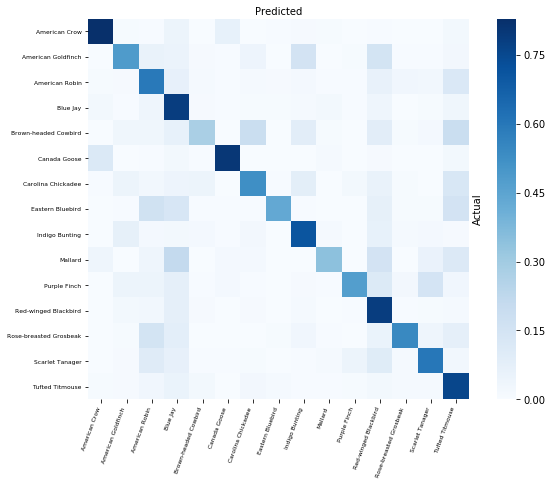 Predicted
American Crow
American Goldfinch
American Robin
Blue Jay
Brown-headed Cowbird
Canada Goose
Carolina Chickadee
Eastern Bluebird
Indigo Bunting
Mallard
Purple Finch
Red-winged Blackbird
Rose-breasted Grosbeak
Scarlet Tanager
Tufted Titmouse
American Crow
American Goldfinch
American Robin
Blue Jay
Brown-headed Cowbird
Canada Goose
Carolina Chickadee
Eastern Bluebird
Indigo Bunting
Mallard
Purple Finch
Red-winged Blackbird
Rose-breasted Grosbeak
Scarlet Tanager
Tufted Titmouse
Actual
0.75
0.60
0.45
0.30
0.15
0.00